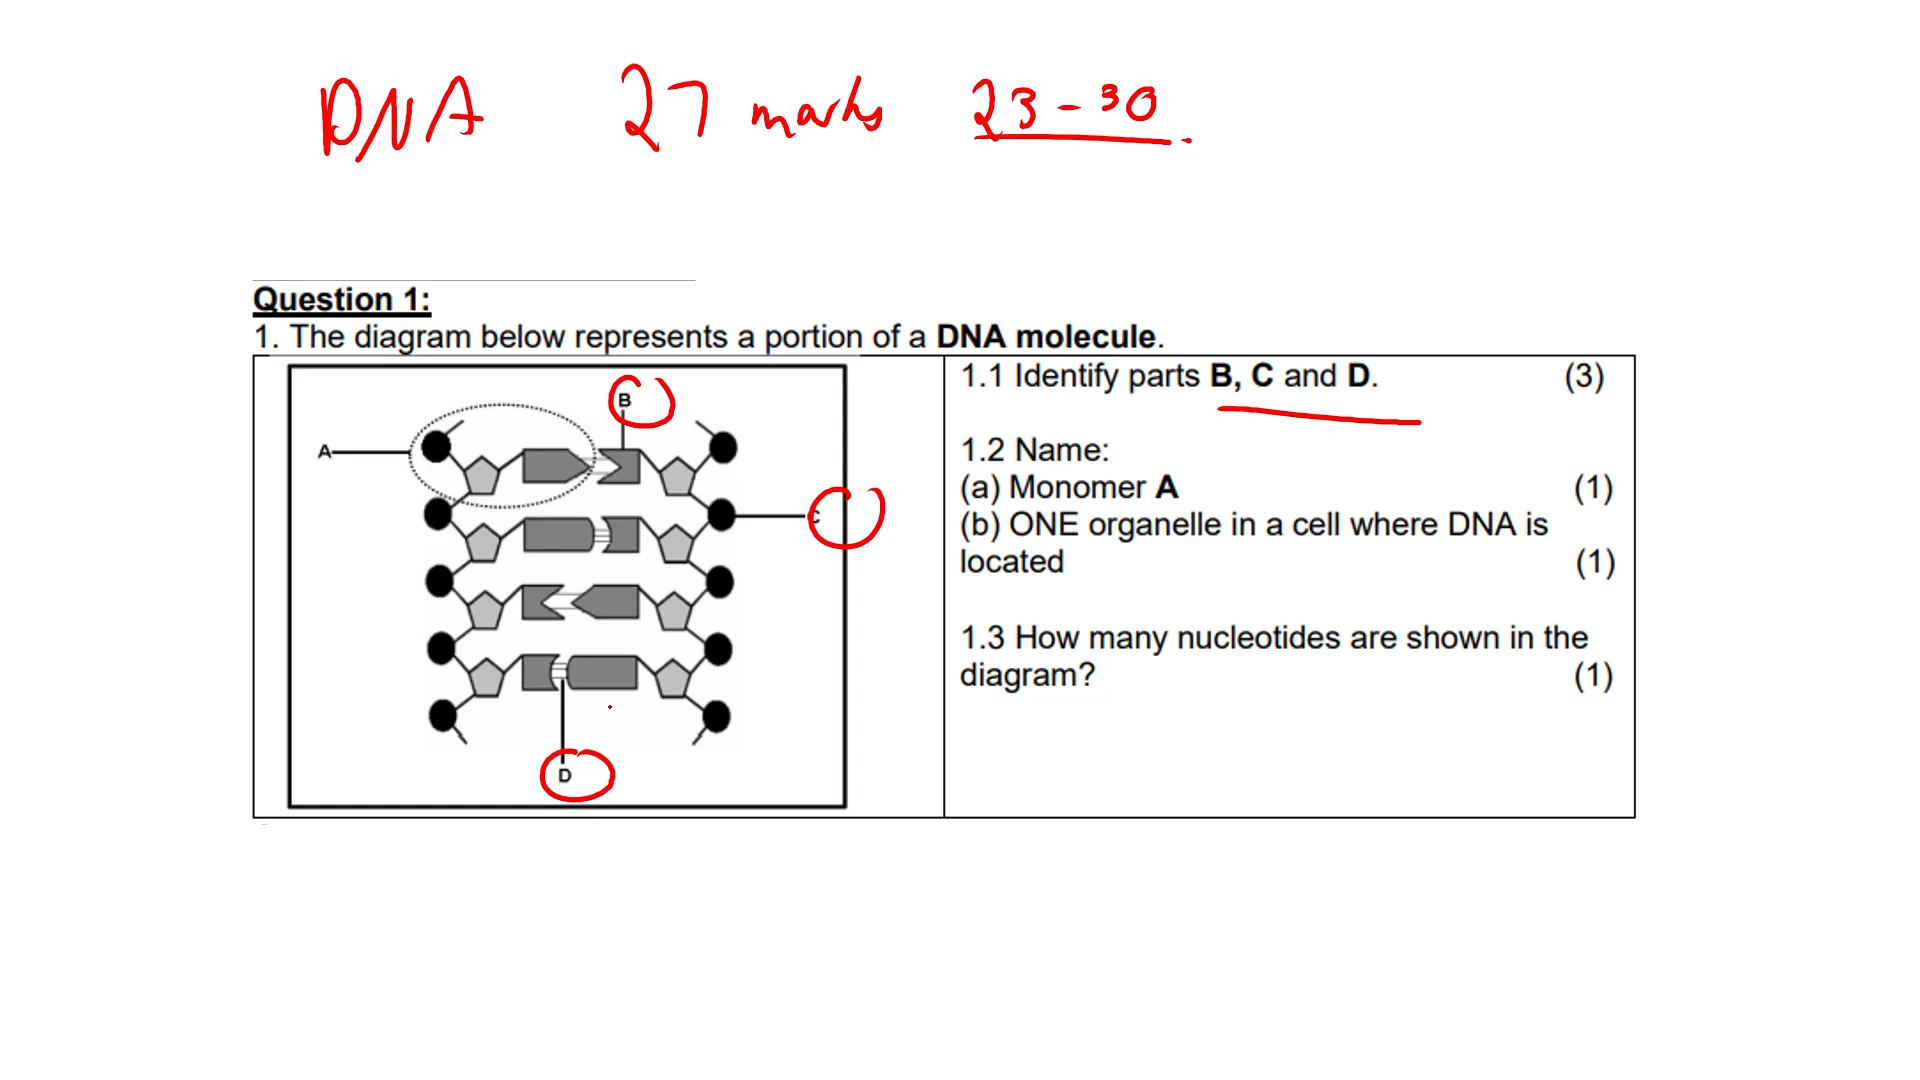 DNA 27 marks 23-30.
Question 1:
1. The diagram below represents a portion of a DNA molecule.
A
B
C
D
1.1 Identify parts B, C and D. (3)
1.2 Name:
(a) Monomer A (1)
(b) ONE organelle in a cell where DNA is
located (1)
1.3 How many nucleotides are shown in the
diagram? (1)